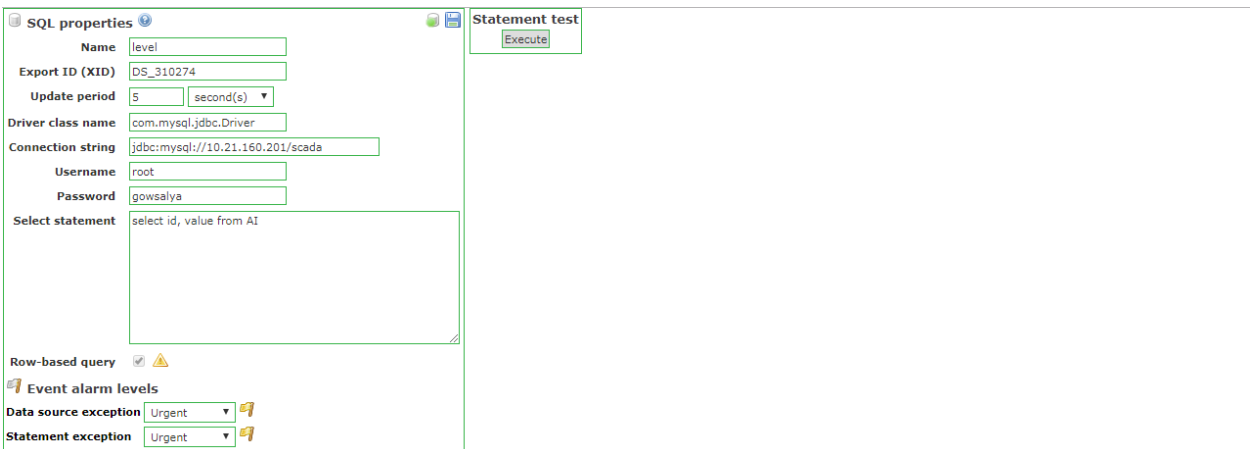 SQL properties
Name level
Export ID (XID) DS_310274
Update period 5 second(s)
Driver class name com.mysql.jdbc.Driver
Connection string jdbc:mysql://10.21.160.201/scada
Username root
Password gowsalya
Select statement select id, value from AI
Row-based query
Event alarm levels
Data source exception Urgent
Statement exception Urgent
Statement test
Execute